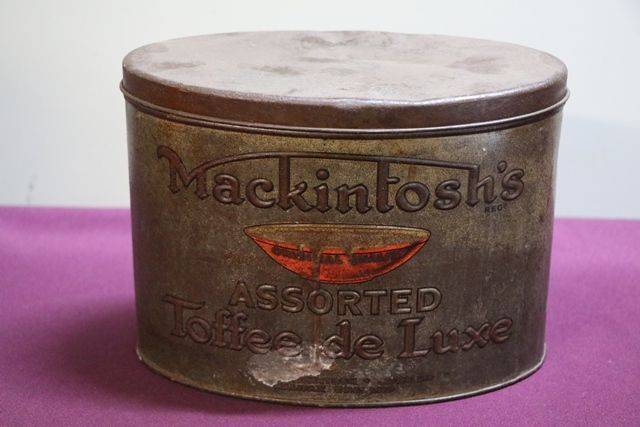 Mackintosh's
REGD
ASSORTED
Toffee de Luxe